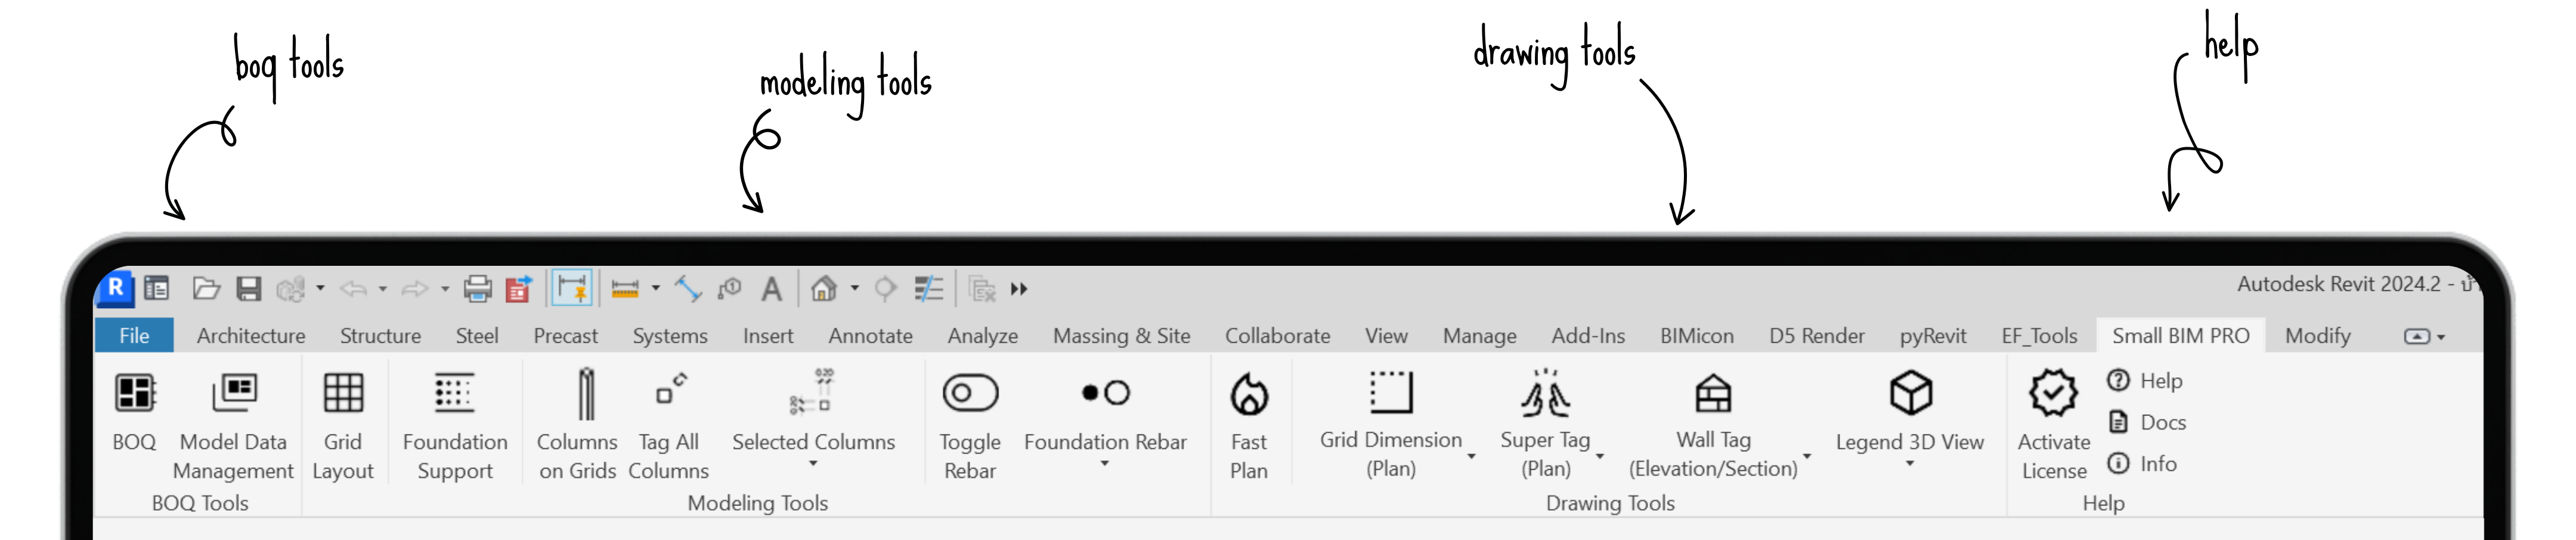 boq tools
modeling tools
drawing tools
help
R
A
Autodesk Revit 2024.2 -
File
Architecture
Structure
Steel
Precast
Systems
Insert
Annotate
Analyze
Massing & Site
Collaborate
View
Manage
Add-Ins
BIMicon
D5 Render
pyRevit
EF_Tools
Small BIM PRO
Modify
BOQ
Model Data
Management
BOQ Tools
Grid
Layout
Foundation
Support
Columns
on Grids
Tag All
Columns
Selected Columns
Toggle
Rebar
Foundation Rebar
Modeling Tools
Fast
Plan
Grid Dimension
(Plan)
Super Tag
(Plan)
Wall Tag
(Elevation/Section)
Legend 3D View
Drawing Tools
Activate
License
Help
Docs
Info
Help